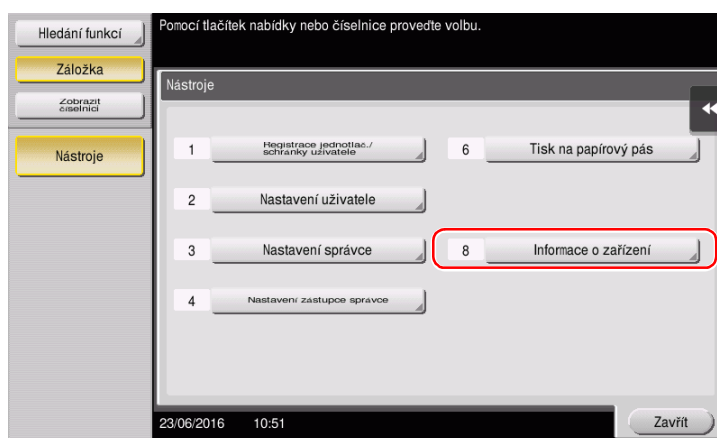 Hledání funkcí
Pomocí tlačítek nabídky nebo číselnice proveďte volbu.
Záložka
Zobrazit
číselnici
Nástroje
Nástroje
1 Registrace jednotlač./
schránky uživatele
6 Tisk na papírový pás
2 Nastavení uživatele
3 Nastavení správce
8 Informace o zařízení
4 Nastavení zástupce správce
23/06/2016 10:51
Zavřít